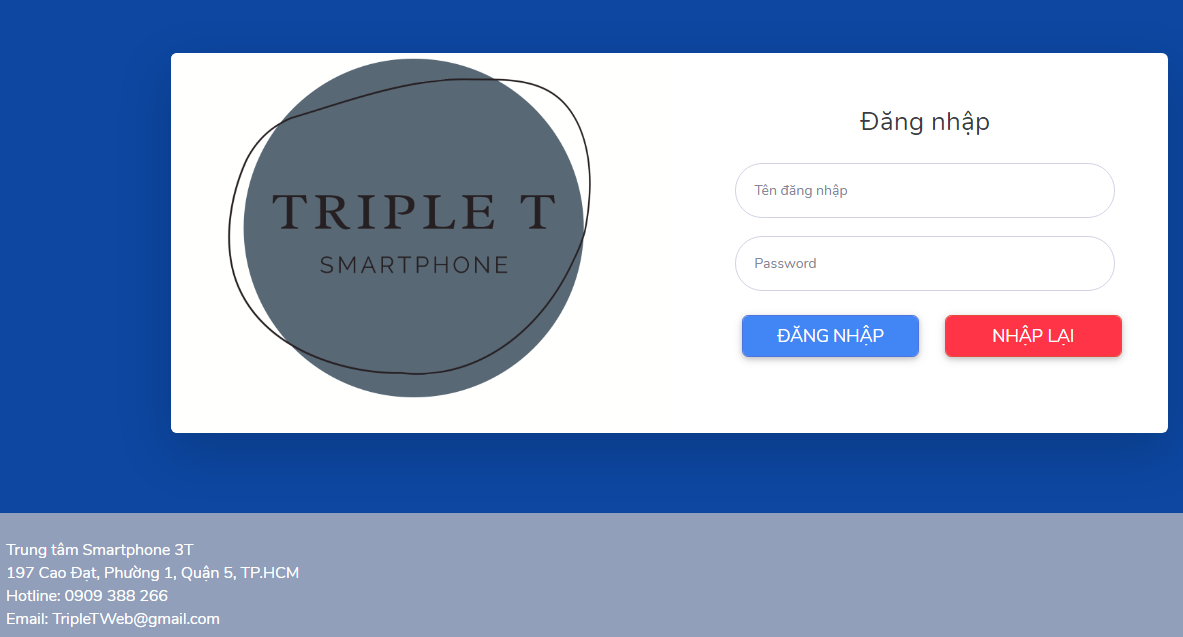 TRIPLE T
SMARTPHONE
Đăng nhập
Tên đăng nhập
Password
ĐĂNG NHẬP
NHẬP LẠI
Trung tâm Smartphone 3T
197 Cao Đạt, Phường 1, Quận 5, TP.HCM
Hotline: 0909 388 266
Email: TripleTWeb@gmail.com